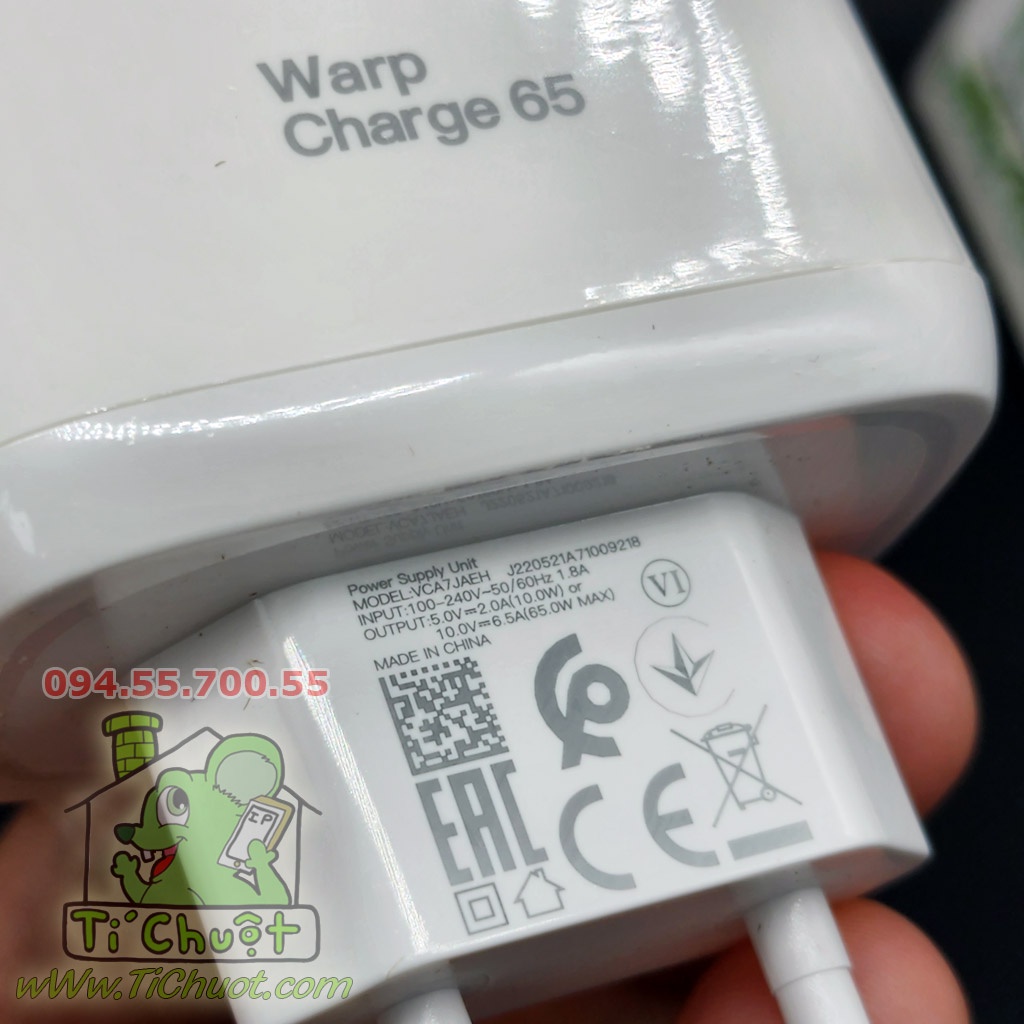 Warp
Charge 65
Power Supply Unit
MODEL:VCA7JAEH J220521A71009218
INPUT:100-240V~50/60Hz 1.8A
OUTPUT:5.0V⎓2.0A(10.0W) or
10.0V⎓6.5A(65.0W MAX)
MADE IN CHINA
VI
EAC
CE
094.55.700.55
IP
Tí Chuột
wWw.TiChuot.com